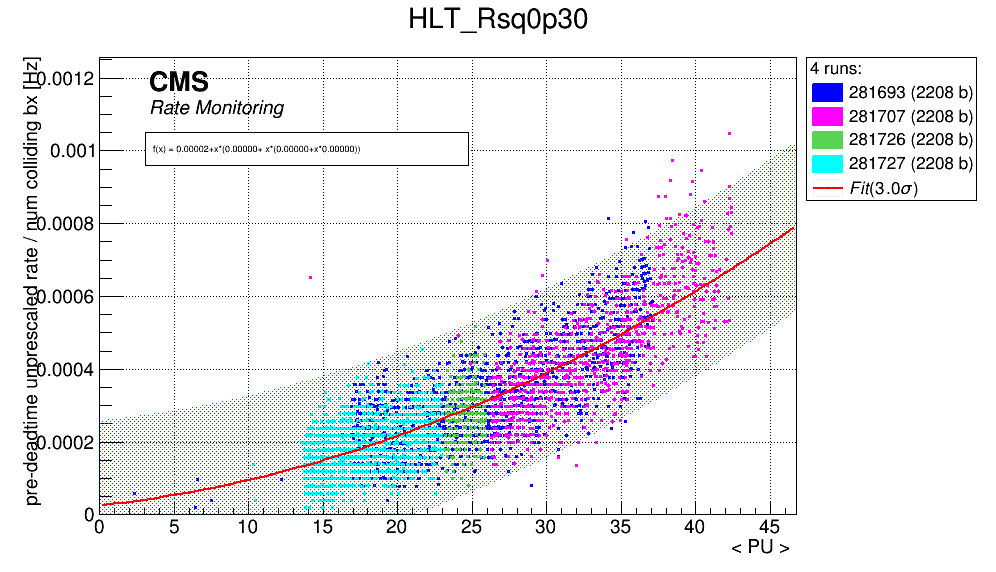 HLT_Rsq0p30
pre-deadtime unprescaled rate / num colliding bx [Hz]
0.0012
0.001
0.0008
0.0006
0.0004
0.0002
0
CMS
Rate Monitoring
f(x) = 0.00002+x*(0.00000+ x*(0.00000+x*0.00000))
0 5 10 15 20 25 30 35 40 45
< PU >
4 runs:
281693 (2208 b)
281707 (2208 b)
281726 (2208 b)
281727 (2208 b)
Fit(3.0σ)